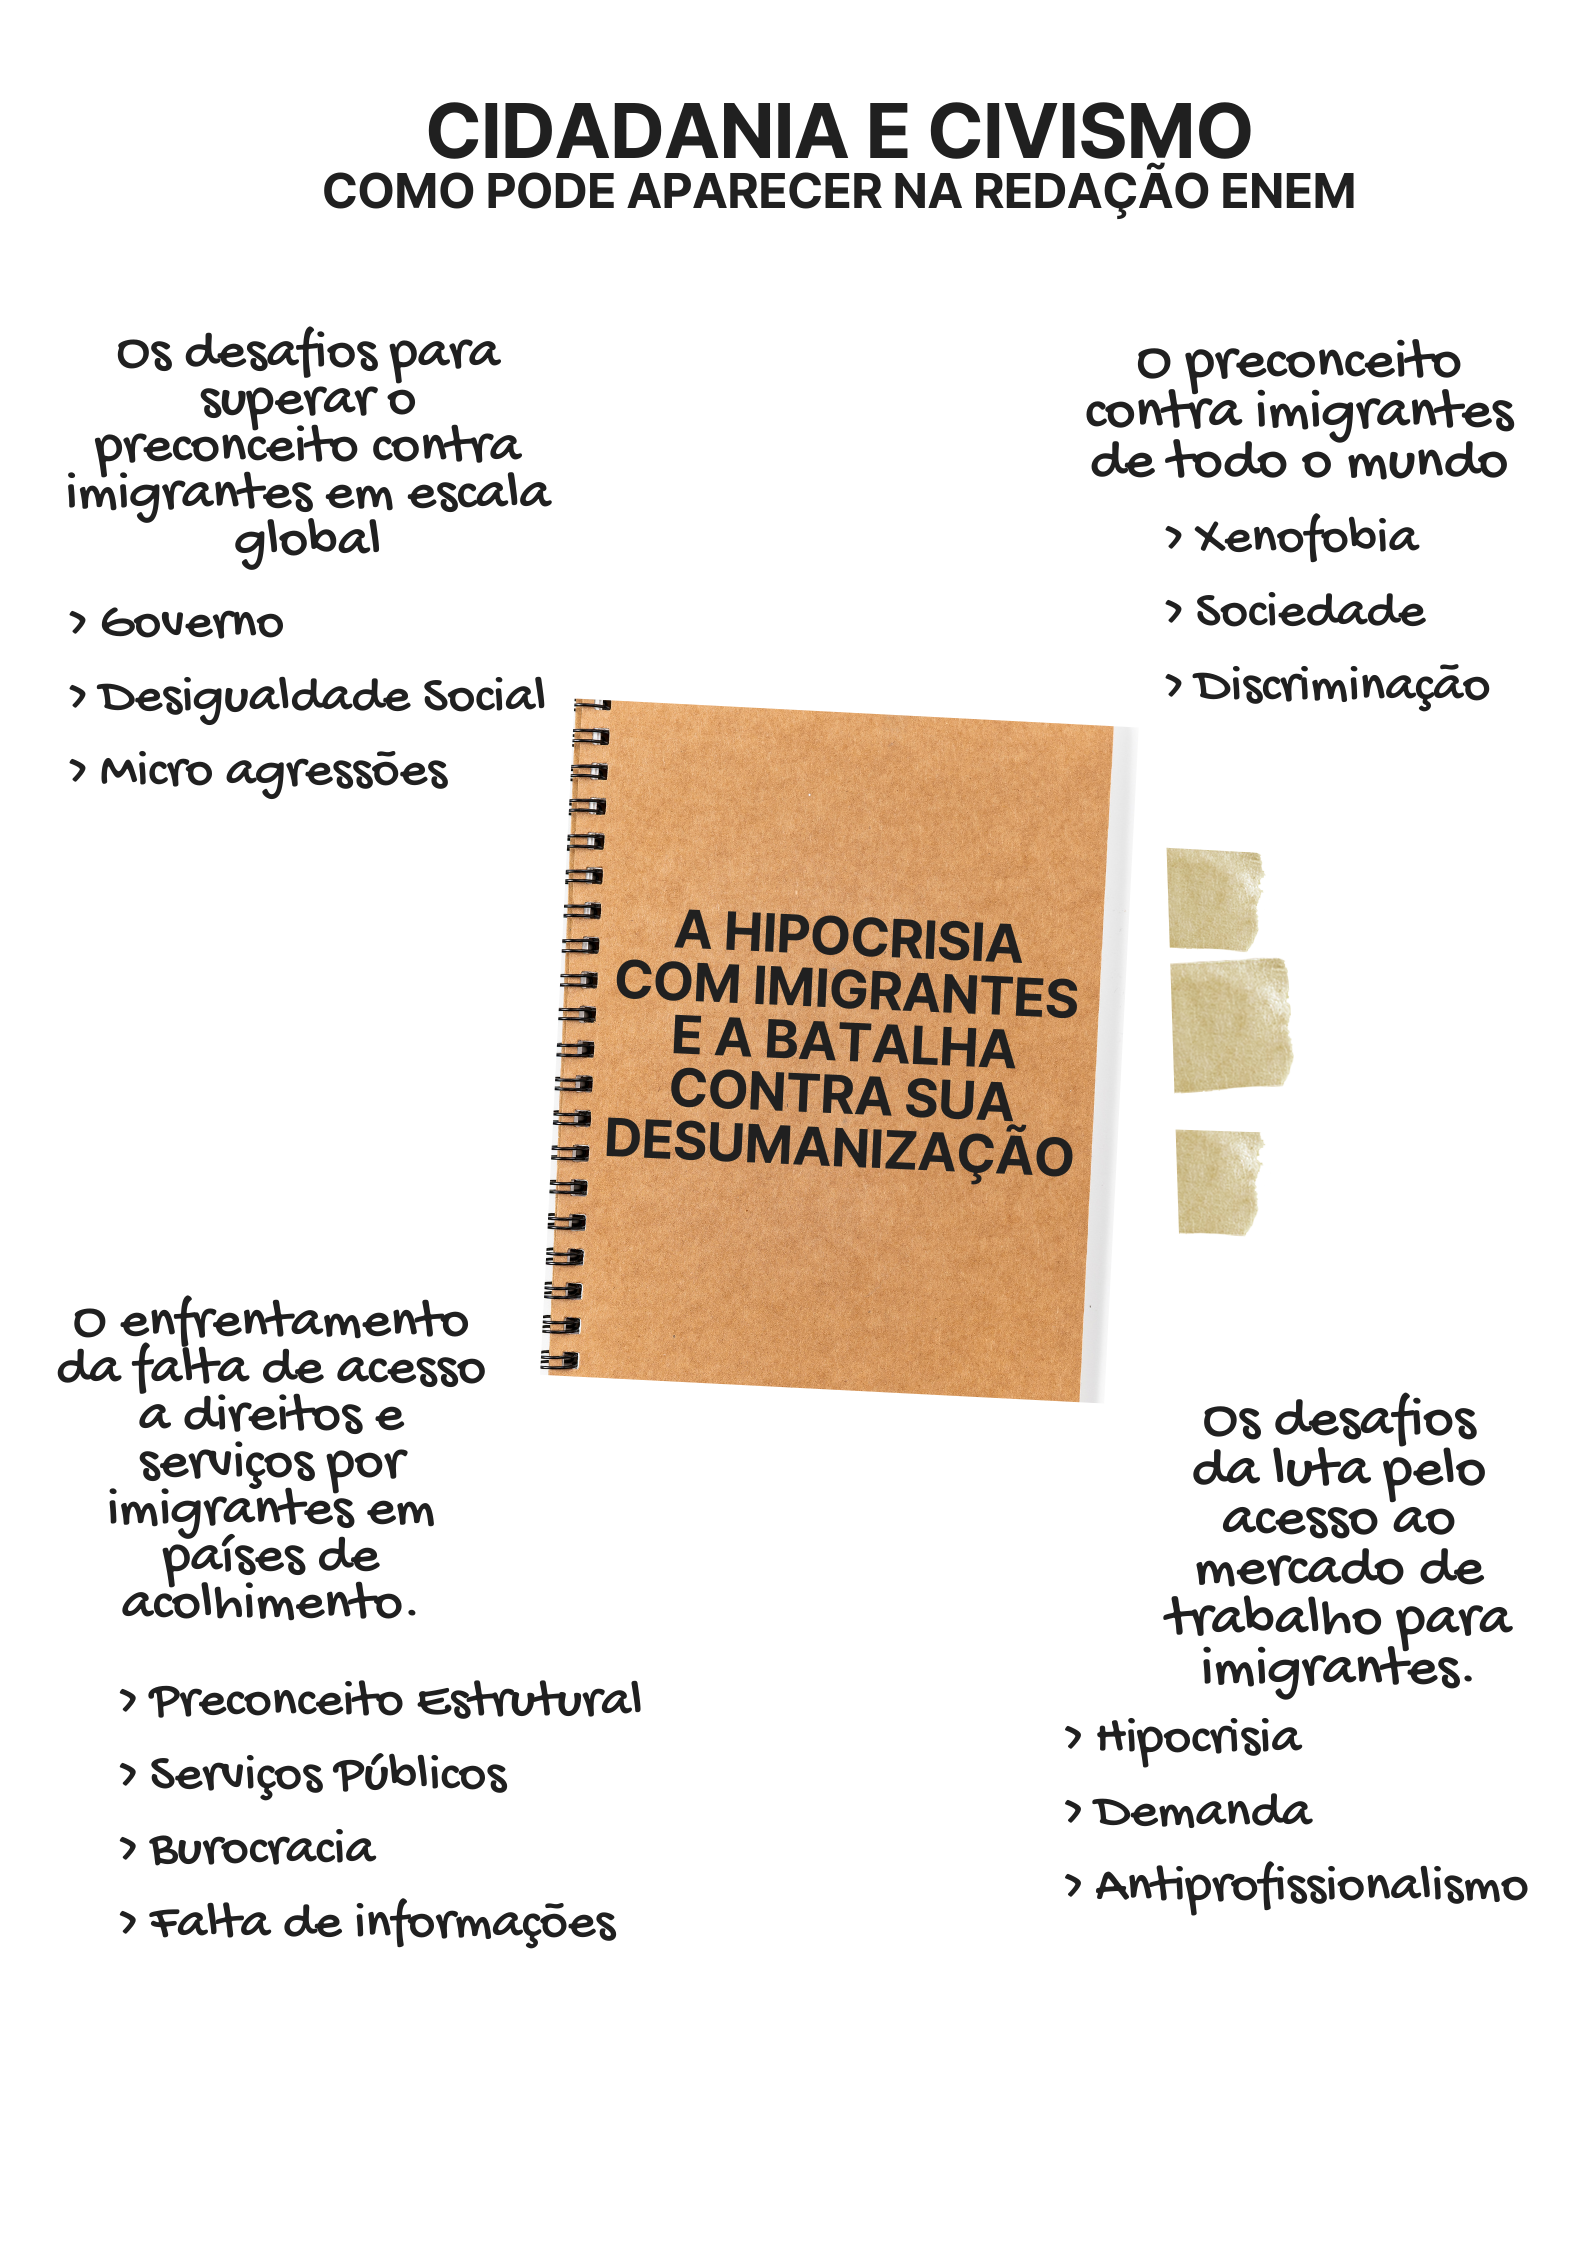 CIDADANIA E CIVISMO
COMO PODE APARECER NA REDAÇÃO ENEM
Os desafios para
superar o
preconceito contra
imigrantes em escala
global
> Governo
> Desigualdade Social
> Micro agressões
O preconceito
contra imigrantes
de todo o mundo
> Xenofobia
> Sociedade
> Discriminação
A HIPOCRISIA
COM IMIGRANTES
E A BATALHA
CONTRA SUA
DESUMANIZAÇÃO
O enfrentamento
da falta de acesso
a direitos e
serviços por
imigrantes em
países de
acolhimento.
> Preconceito Estrutural
> Serviços Públicos
> Burocracia
> Falta de informações
Os desafios
da luta pelo
acesso ao
mercado de
trabalho para
imigrantes.
> Hipocrisia
> Demanda
> Antiprofissionalismo